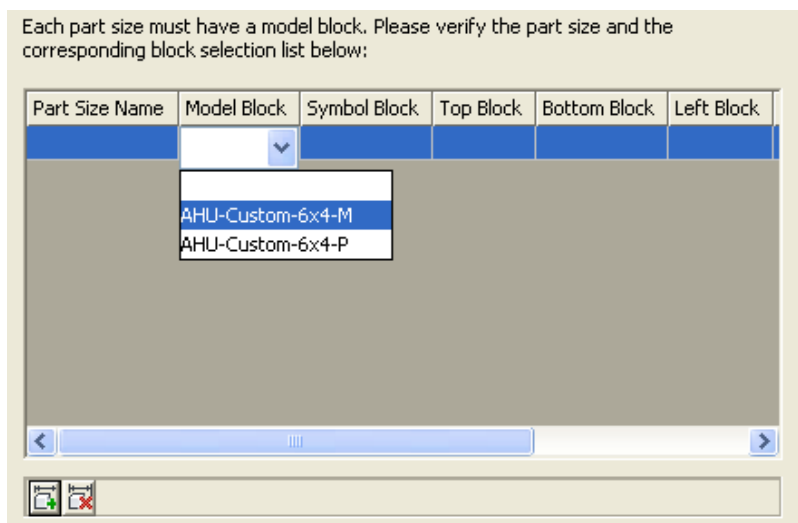 Each part size must have a model block. Please verify the part size and the
corresponding block selection list below:
Part Size Name Model Block Symbol Block Top Block Bottom Block Left Block
AHU-Custom-6x4-M
AHU-Custom-6x4-P